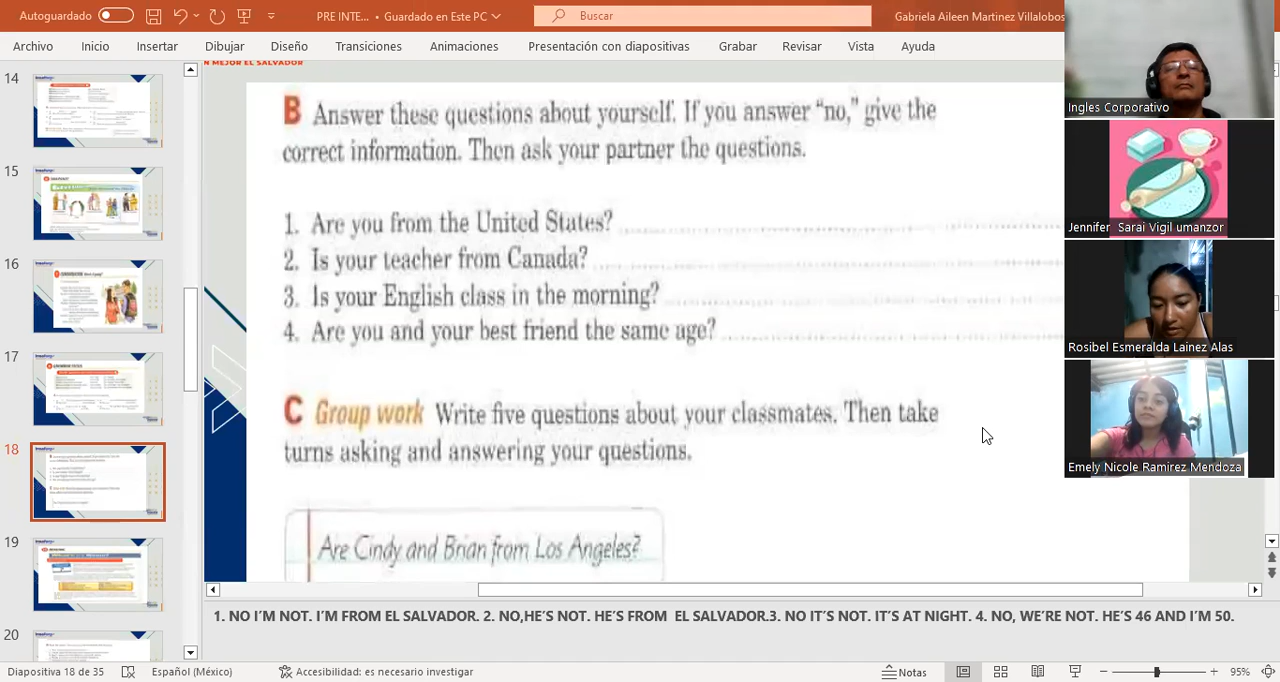 Autoguardado
PRE INTE... • Guardado en Este PC
Buscar
Gabriela Aileen Martinez Villalobos
Archivo Inicio Insertar Dibujar Diseño Transiciones Animaciones Presentación con diapositivas Grabar Revisar Vista Ayuda
N MEJOR EL SALVADOR
14
15
16
17
18
19
20
B Answer these questions about yourself. If you answer “no,” give the
correct information. Then ask your partner the questions.
1. Are you from the United States?
2. Is your teacher from Canada?
3. Is your English class in the morning?
4. Are you and your best friend the same age?
C Group work Write five questions about your classmates. Then take
turns asking and answering your questions.
Are Cindy and Brian from Los Angeles?
Ingles Corporativo
Jennifer Sarai Vigil umanzor
Rosibel Esmeralda Lainez Alas
Emely Nicole Ramirez Mendoza
1. NO I´M NOT. I´M FROM EL SALVADOR. 2. NO,HE´S NOT. HE´S FROM EL SALVADOR.3. NO IT´S NOT. IT´S AT NIGHT. 4. NO, WE´RE NOT. HE´S 46 AND I´M 50.
Diapositiva 18 de 35 Español (México) Accesibilidad: es necesario investigar Notas 95%